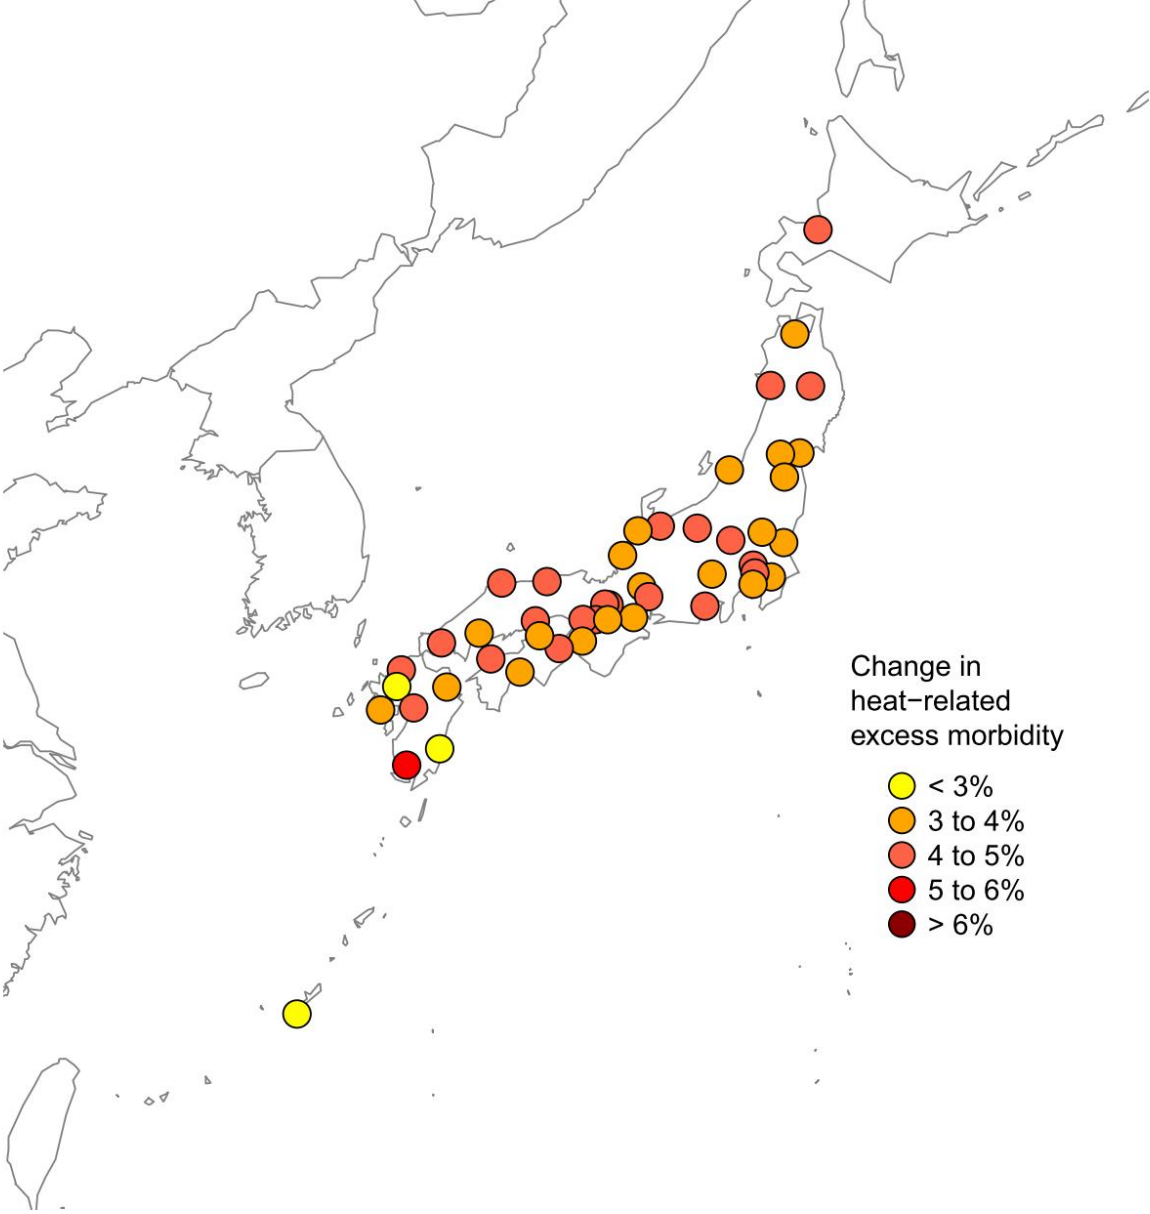 Change in
heat−related
excess morbidity
< 3%
3 to 4%
4 to 5%
5 to 6%
> 6%